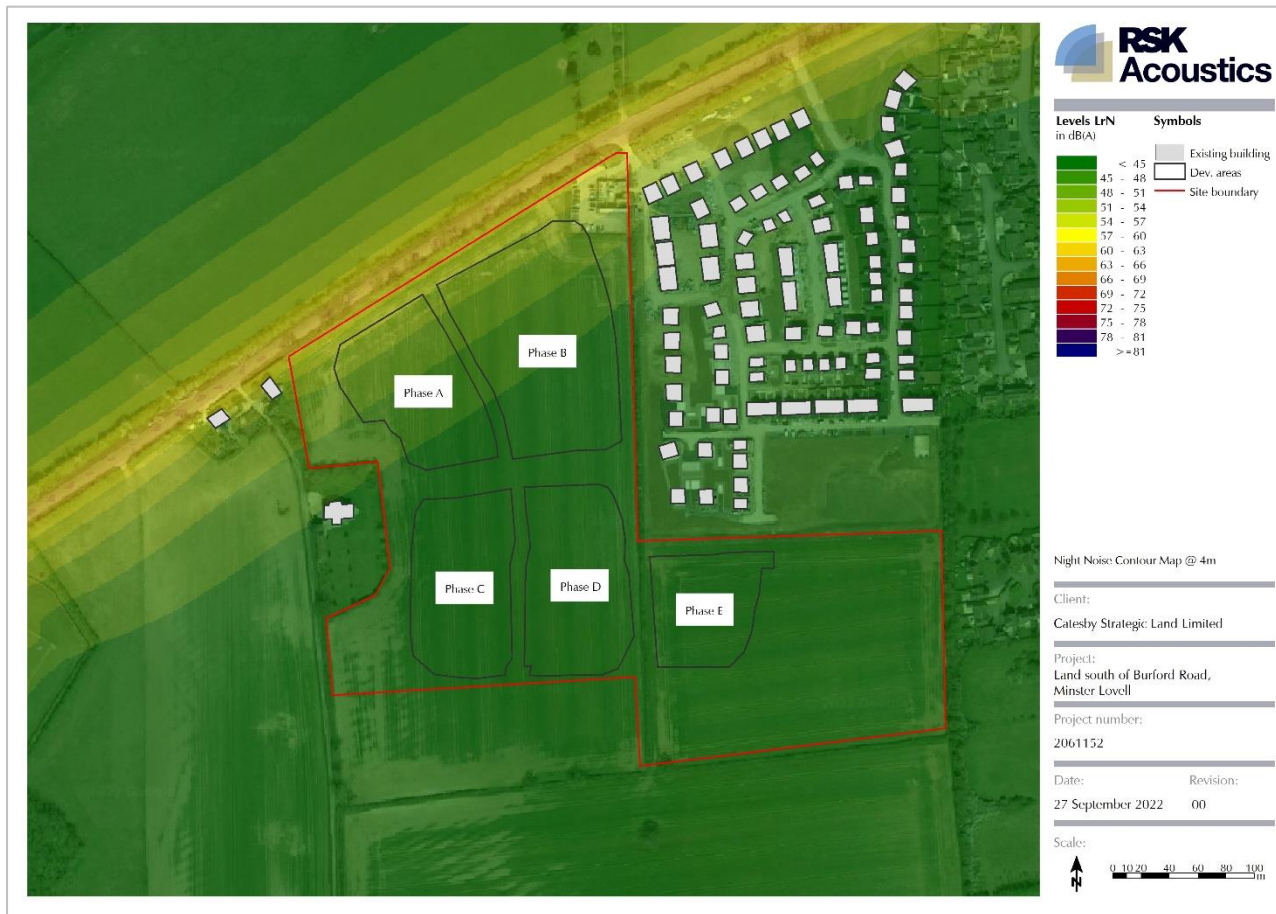 RSK
Acoustics
Levels LrN
in dB(A)
< 45
45 - 48
48 - 51
51 - 54
54 - 57
57 - 60
60 - 63
63 - 66
66 - 69
69 - 72
72 - 75
75 - 78
78 - 81
>=81
Symbols
Existing building
Dev. areas
Site boundary
Phase A
Phase B
Phase C
Phase D
Phase E
Night Noise Contour Map @ 4m
Client:
Catesby Strategic Land Limited
Project:
Land south of Burford Road,
Minster Lovell
Project number:
2061152
Date: Revision:
27 September 2022 00
Scale:
N
0 10 20 40 60 80 100
m